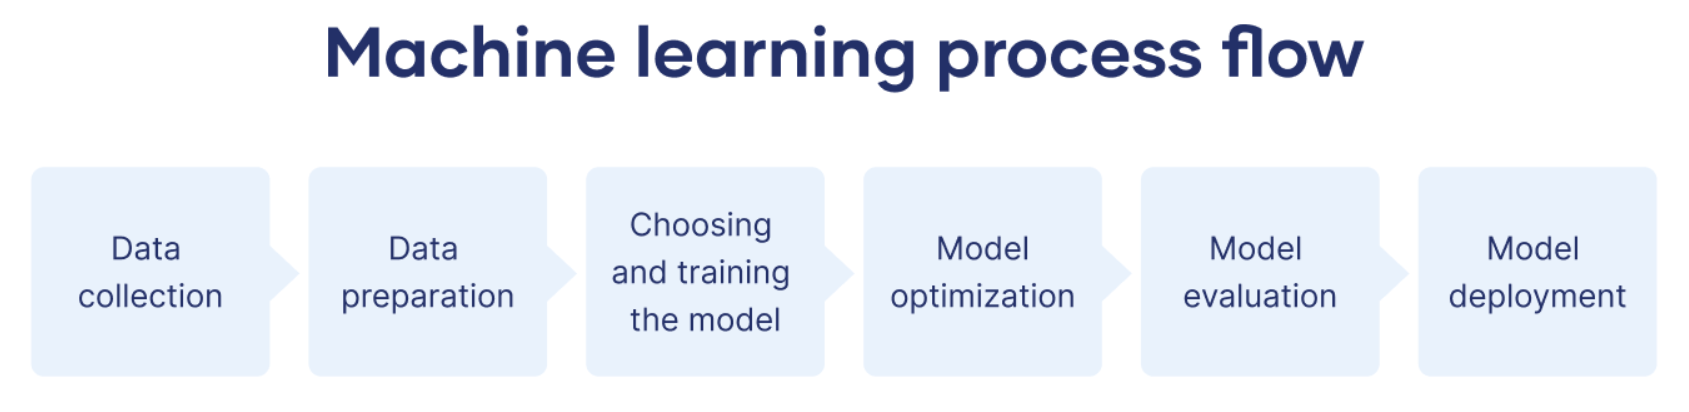 Machine learning process flow
Data
collection
Data
preparation
Choosing
and training
the model
Model
optimization
Model
evaluation
Model
deployment